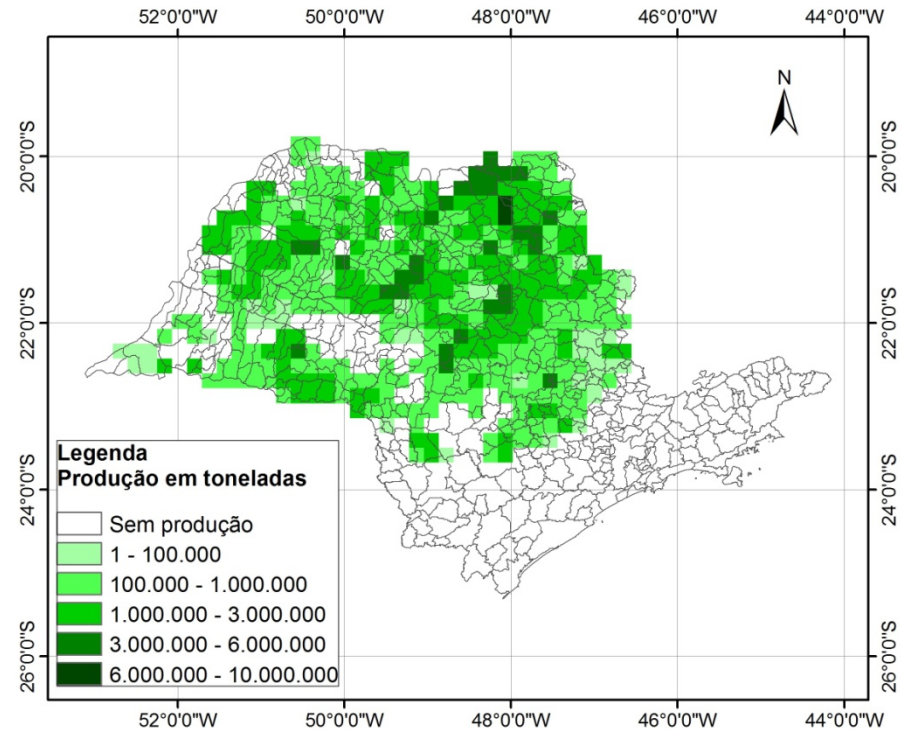 52°0'0"W 50°0'0"W 48°0'0"W 46°0'0"W 44°0'0"W
N
20°0'0"S 20°0'0"S
22°0'0"S 22°0'0"S
24°0'0"S 24°0'0"S
26°0'0"S 26°0'0"S
Legenda
Produção em toneladas
Sem produção
1 - 100.000
100.000 - 1.000.000
1.000.000 - 3.000.000
3.000.000 - 6.000.000
6.000.000 - 10.000.000
52°0'0"W 50°0'0"W 48°0'0"W 46°0'0"W 44°0'0"W